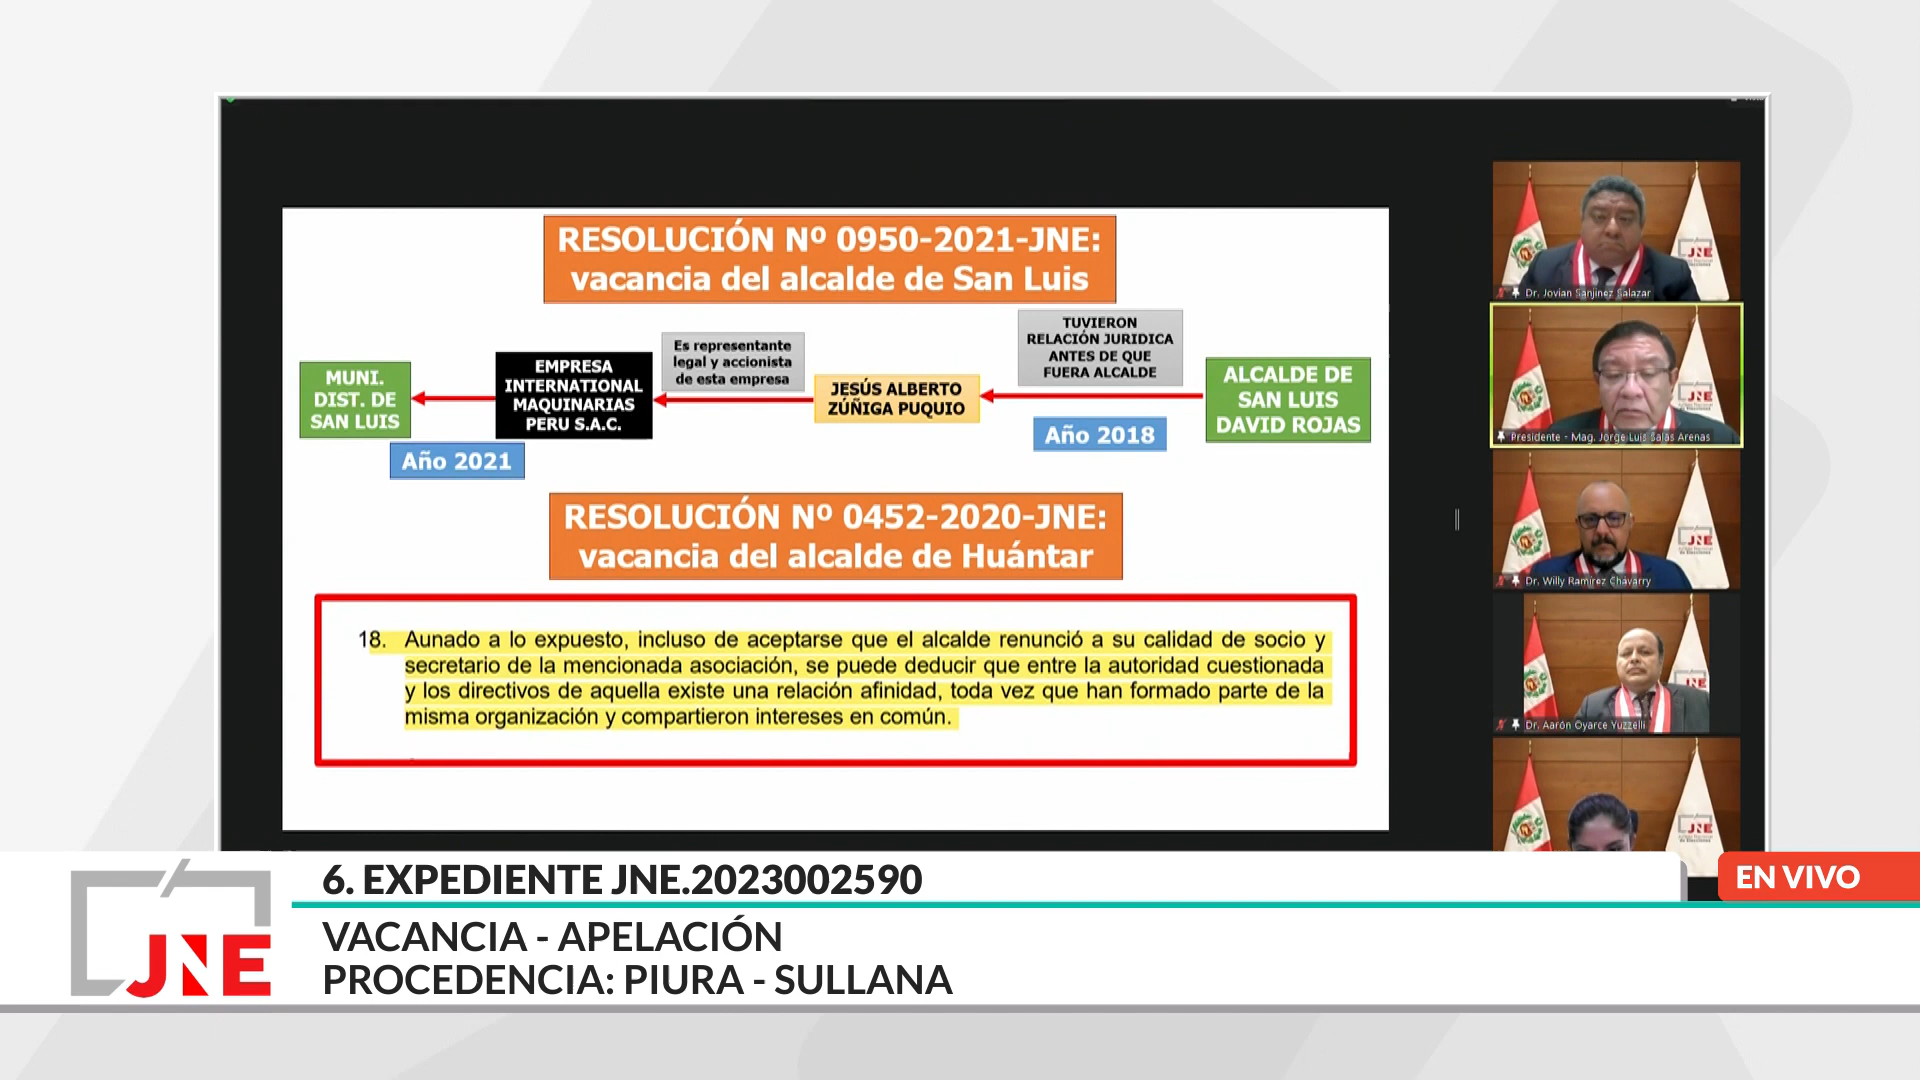 RESOLUCIÓN Nº 0950-2021-JNE:
vacancia del alcalde de San Luis
MUNI.
DIST. DE
SAN LUIS
Año 2021
EMPRESA
INTERNATIONAL
MAQUINARIAS
PERU S.A.C.
Es representante
legal y accionista
de esta empresa
JESÚS ALBERTO
ZÚÑIGA PUQUIO
TUVIERON
RELACIÓN JURIDICA
ANTES DE QUE
FUERA ALCALDE
Año 2018
ALCALDE DE
SAN LUIS
DAVID ROJAS
RESOLUCIÓN Nº 0452-2020-JNE:
vacancia del alcalde de Huántar
18. Aunado a lo expuesto, incluso de aceptarse que el alcalde renunció a su calidad de socio y
secretario de la mencionada asociación, se puede deducir que entre la autoridad cuestionada
y los directivos de aquella existe una relación afinidad, toda vez que han formado parte de la
misma organización y compartieron intereses en común.
JNE
Dr. Jovian Sanjinez Salazar
JNE
Presidente - Mag. Jorge Luis Salas Arenas
JNE
Dr. Willy Ramirez Chávarry
JNE
Dr. Aarón Oyarce Yuzzelli
JNE
6. EXPEDIENTE JNE.2023002590
EN VIVO
JNE
VACANCIA - APELACIÓN
PROCEDENCIA: PIURA - SULLANA